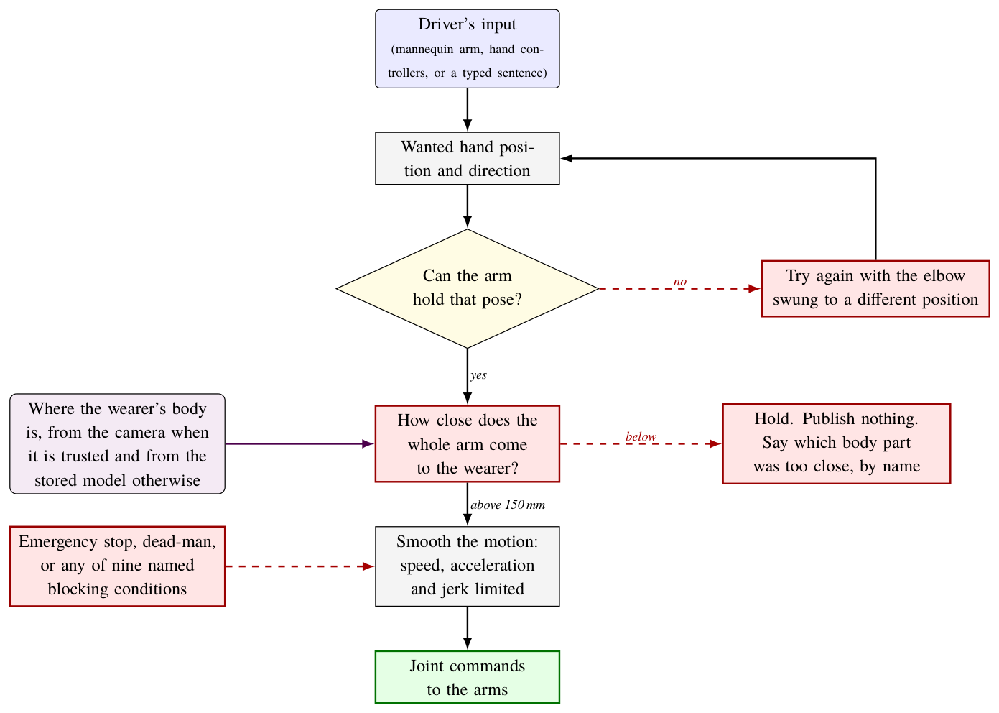 Driver's input
(mannequin arm, hand con-
trollers, or a typed sentence)
Wanted hand posi-
tion and direction
Can the arm
hold that pose?
no
Try again with the elbow
swung to a different position
yes
Where the wearer's body
is, from the camera when
it is trusted and from the
stored model otherwise
How close does the
whole arm come
to the wearer?
below
Hold. Publish nothing.
Say which body part
was too close, by name
above 150 mm
Emergency stop, dead-man,
or any of nine named
blocking conditions
Smooth the motion:
speed, acceleration
and jerk limited
Joint commands
to the arms